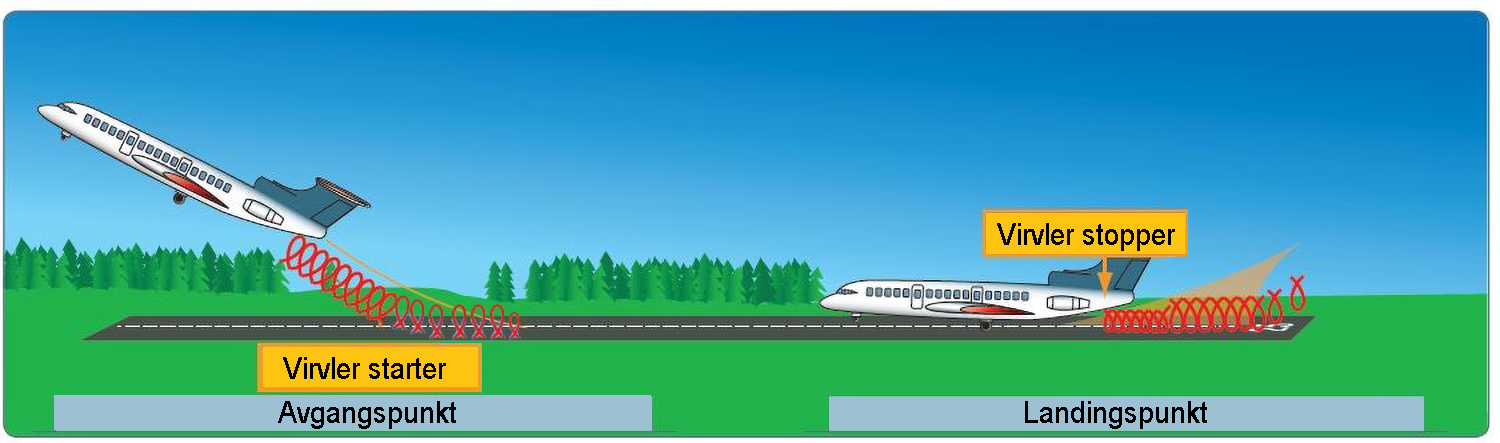 Virvler stopper
Virvler starter
Avgangspunkt
Landingspunkt